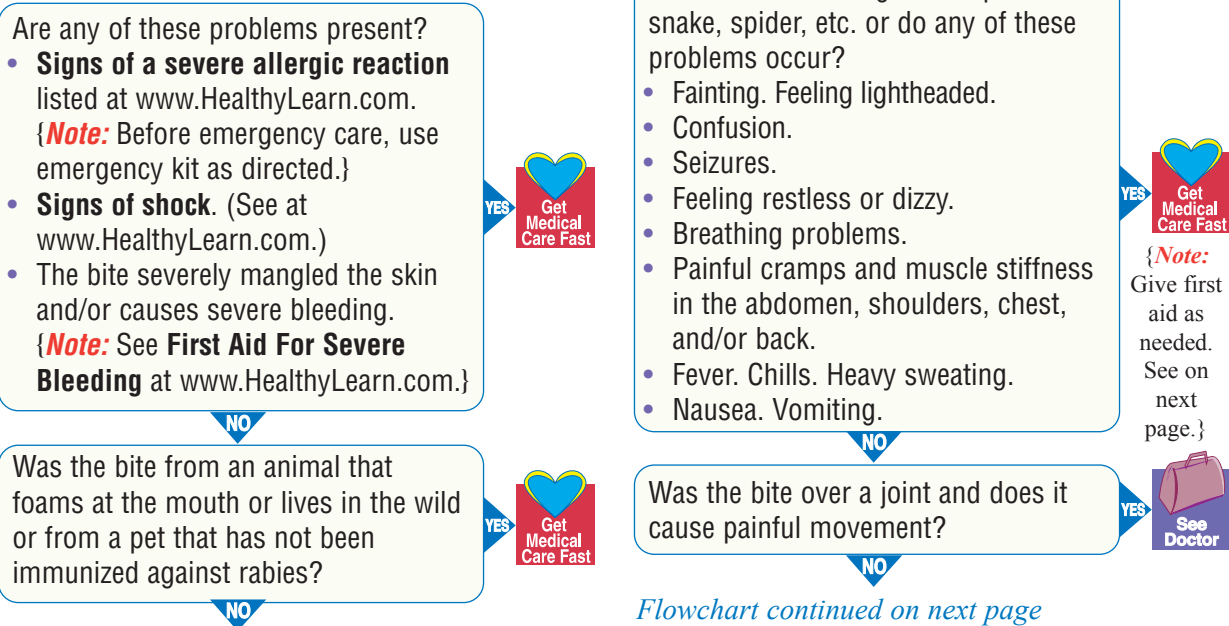 Are any of these problems present?
• Signs of a severe allergic reaction
listed at www.HealthyLearn.com.
{Note: Before emergency care, use
emergency kit as directed.}
• Signs of shock. (See at
www.HealthyLearn.com.)
• The bite severely mangled the skin
and/or causes severe bleeding.
{Note: See First Aid For Severe
Bleeding at www.HealthyLearn.com.}
YES
Get
Medical
Care Fast
NO
Was the bite from an animal that
foams at the mouth or lives in the wild
or from a pet that has not been
immunized against rabies?
YES
Get
Medical
Care Fast
NO
snake, spider, etc. or do any of these
problems occur?
• Fainting. Feeling lightheaded.
• Confusion.
• Seizures.
• Feeling restless or dizzy.
• Breathing problems.
• Painful cramps and muscle stiffness
in the abdomen, shoulders, chest,
and/or back.
• Fever. Chills. Heavy sweating.
• Nausea. Vomiting.
YES
Get
Medical
Care Fast
{Note:
Give first
aid as
needed.
See on
next
page.}
NO
Was the bite over a joint and does it
cause painful movement?
YES
See
Doctor
NO
Flowchart continued on next page